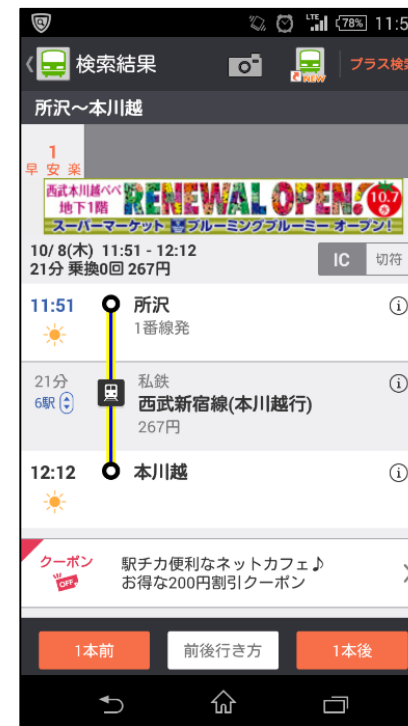 LTE 78% 11:5
検索結果
NEW
プラス検索
所沢～本川越
1
早 安 楽
西武本川越ペペ
地下1階
RENEWAL OPEN!
10.7
スーパーマーケット ブルーミングブルーミー オープン!
10/ 8(木) 11:51 - 12:12
21分 乗換0回 267円
IC 切符
11:51 所沢
1番線発
21分 私鉄
6駅 西武新宿線(本川越行)
267円
12:12 本川越
クーポン 駅チカ便利なネットカフェ♪
OFF お得な200円割引クーポン
1本前 前後行き方 1本後